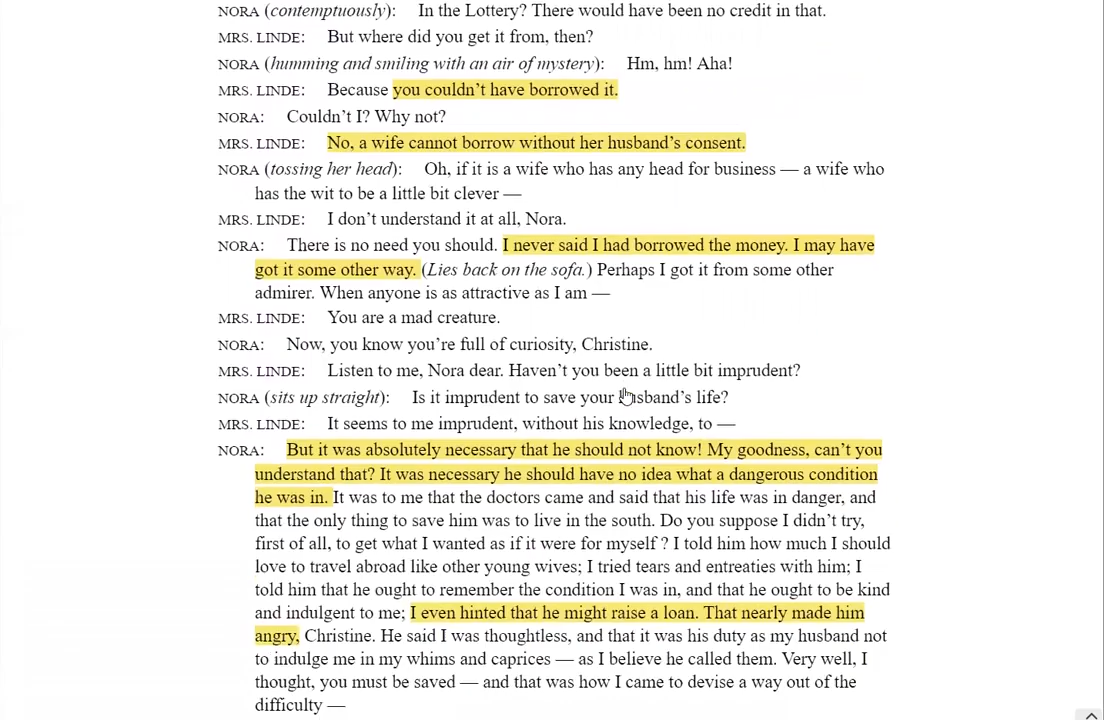 NORA (contemptuously): In the Lottery? There would have been no credit in that.
MRS. LINDE: But where did you get it from, then?
NORA (humming and smiling with an air of mystery): Hm, hm! Aha!
MRS. LINDE: Because you couldn't have borrowed it.
NORA: Couldn't I? Why not?
MRS. LINDE: No, a wife cannot borrow without her husband's consent.
NORA (tossing her head): Oh, if it is a wife who has any head for business — a wife who
has the wit to be a little bit clever —
MRS. LINDE: I don't understand it at all, Nora.
NORA: There is no need you should. I never said I had borrowed the money. I may have
got it some other way. (Lies back on the sofa.) Perhaps I got it from some other
admirer. When anyone is as attractive as I am —
MRS. LINDE: You are a mad creature.
NORA: Now, you know you're full of curiosity, Christine.
MRS. LINDE: Listen to me, Nora dear. Haven't you been a little bit imprudent?
NORA (sits up straight): Is it imprudent to save your husband's life?
MRS. LINDE: It seems to me imprudent, without his knowledge, to —
NORA: But it was absolutely necessary that he should not know! My goodness, can't you
understand that? It was necessary he should have no idea what a dangerous condition
he was in. It was to me that the doctors came and said that his life was in danger, and
that the only thing to save him was to live in the south. Do you suppose I didn't try,
first of all, to get what I wanted as if it were for myself ? I told him how much I should
love to travel abroad like other young wives; I tried tears and entreaties with him; I
told him that he ought to remember the condition I was in, and that he ought to be kind
and indulgent to me; I even hinted that he might raise a loan. That nearly made him
angry, Christine. He said I was thoughtless, and that it was his duty as my husband not
to indulge me in my whims and caprices — as I believe he called them. Very well, I
thought, you must be saved — and that was how I came to devise a way out of the
difficulty —